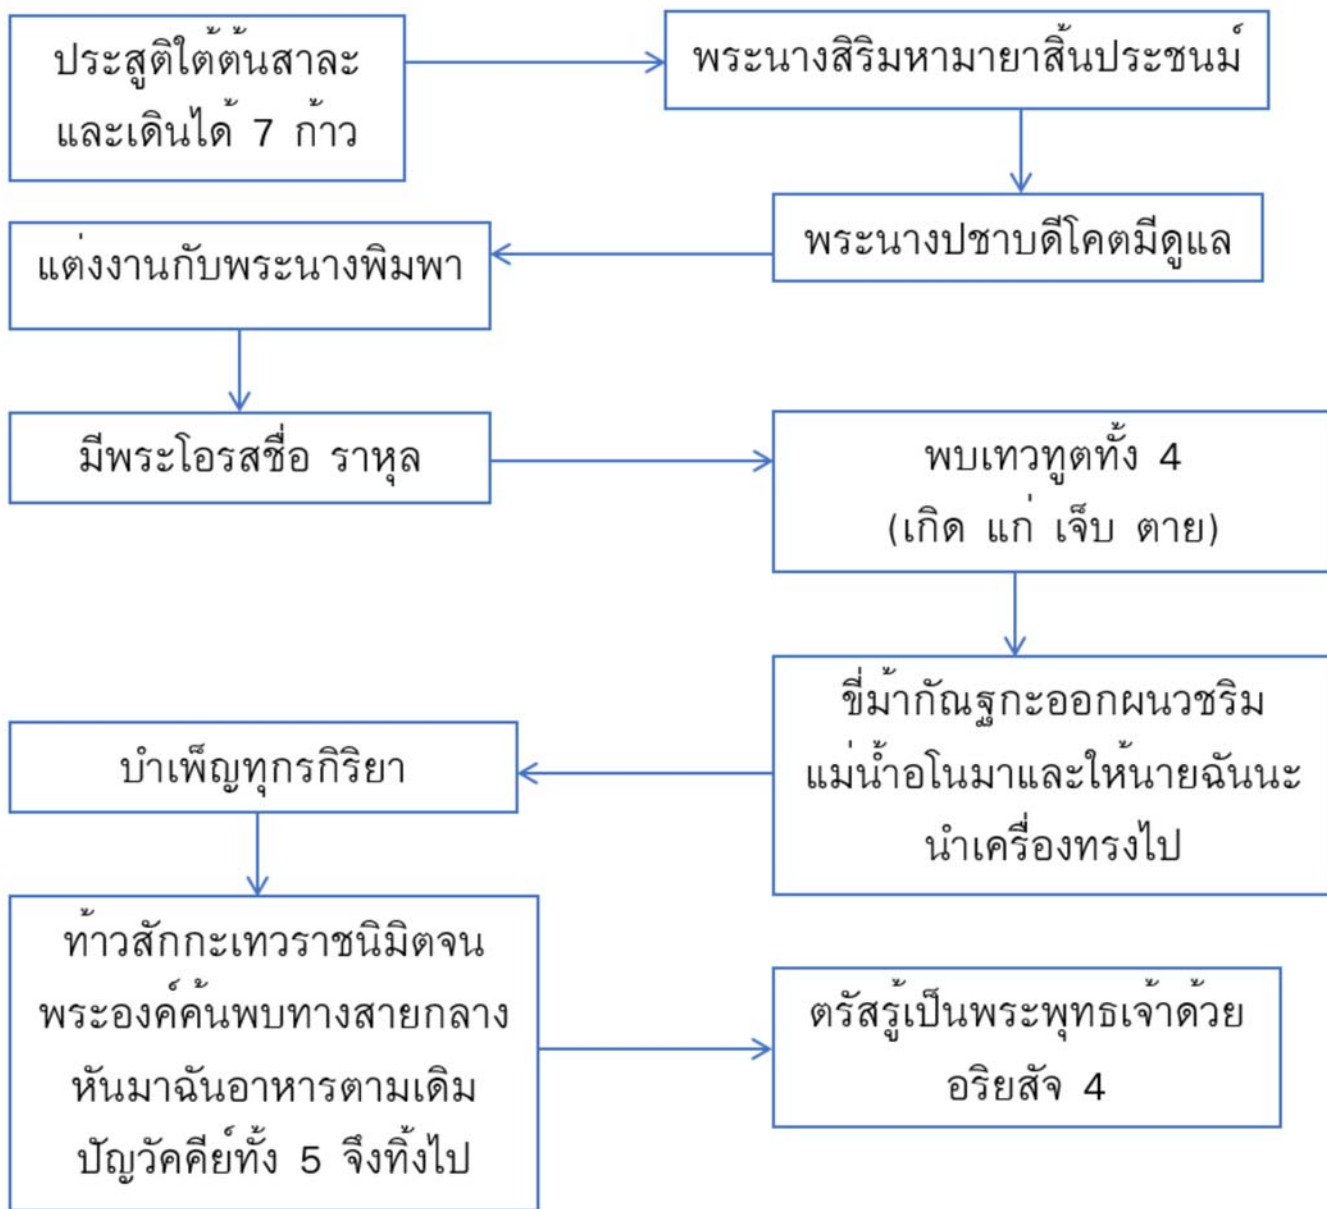 ประสูติใต้ต้นสาละ
และเดินได้ 7 ก้าว
พระนางสิริมหามายาสิ้นประชนม์
พระนางปชาบดีโคตมีดูแล
แต่งงานกับพระนางพิมพา
มีพระโอรสชื่อ ราหุล
พบเทวทูตทั้ง 4
(เกิด แก่ เจ็บ ตาย)
ขี่ม้ากัณฐกะออกผนวชริม
แม่น้ำอโนมาและให้นายฉันนะ
นำเครื่องทรงไป
บำเพ็ญทุกรกิริยา
ท้าวสักกะเทวราชนิมิตจน
พระองค์ค้นพบทางสายกลาง
หันมาฉันอาหารตามเดิม
ปัญวัคคีย์ทั้ง 5 จึงทิ้งไป
ตรัสรู้เป็นพระพุทธเจ้าด้วย
อริยสัจ 4